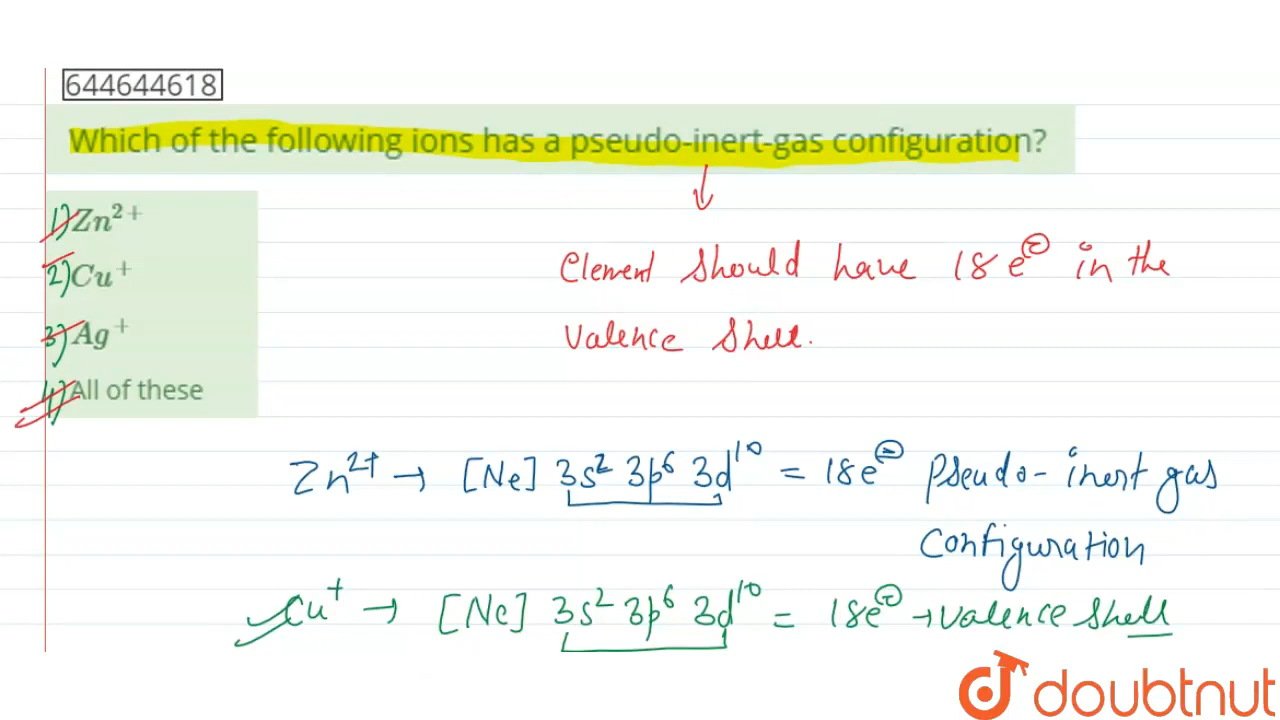 644644618
Which of the following ions has a pseudo-inert-gas configuration?
1) Zn²⁺
2) Cu⁺
3) Ag⁺
4) All of these
Element should have 18e⊖ in the
valence shell.
Zn²⁺ → [Ne] 3s² 3p⁶ 3d¹⁰ = 18e⊖ Pseudo-inert gas
Configuration
Cu⁺ → [Ne] 3s² 3p⁶ 3d¹⁰ = 18e⊖ → valence shell
doubtnut